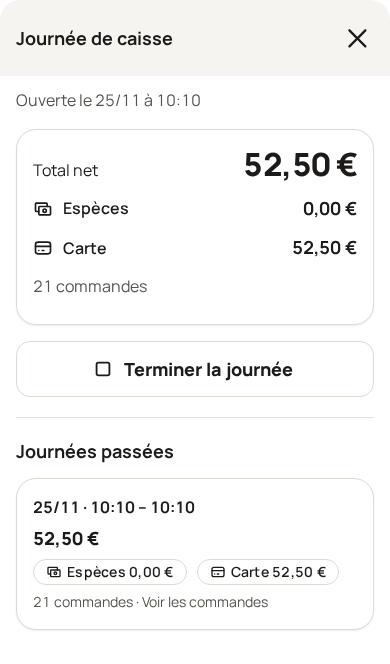 Journée de caisse
Ouverte le 25/11 à 10:10
Total net 52,50 €
Espèces 0,00 €
Carte 52,50 €
21 commandes
Terminer la journée
Journées passées
25/11 · 10:10 – 10:10
52,50 €
Espèces 0,00 € Carte 52,50 €
21 commandes · Voir les commandes